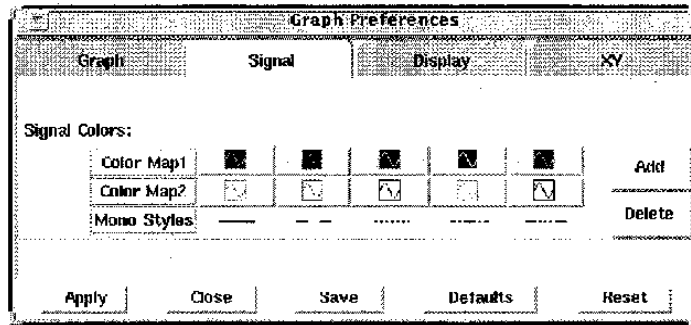 Graph Preferences
Graph Signal Display XY
Signal Colors:
Color Map1
Add
Color Map2
Mono Styles
Delete
Apply Close Save Defaults Reset